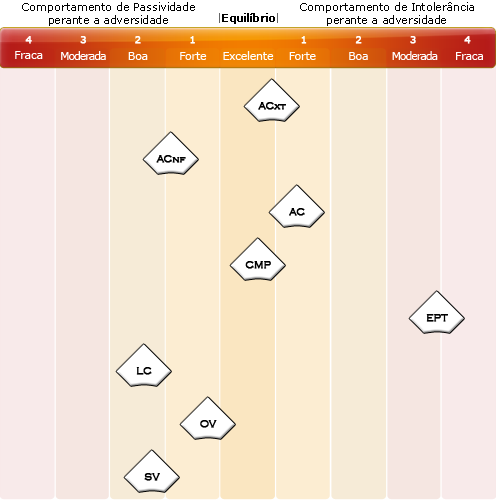 Comportamento de Passividade
perante a adversidade
|Equilíbrio|
Comportamento de Intolerância
perante a adversidade
4 3 2 1 1 2 3 4
Fraca Moderada Boa Forte Excelente Forte Boa Moderada Fraca
ACXT
ACNF
AC
CMP
EPT
LC
OV
SV